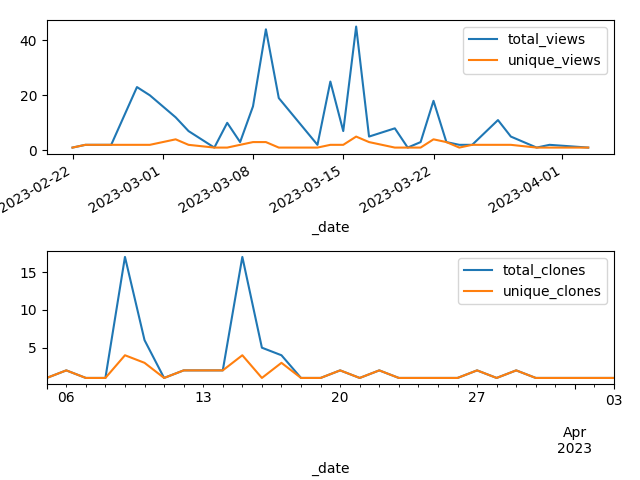 40
20
0
total_views
unique_views
2023-02-22
2023-03-01
2023-03-08
2023-03-15
2023-03-22
2023-04-01
_date
15
10
5
total_clones
unique_clones
06
13
20
27
03
Apr
2023
_date